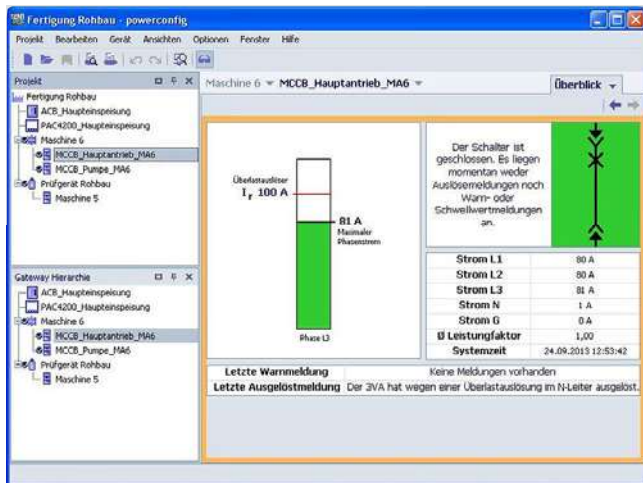 Fertigung Rohbau - powerconfig
Projekt Bearbeiten Gerät Ansichten Optionen Fenster Hilfe
Projekt
Fertigung Rohbau
ACB_Haupteinspeisung
PAC4200_Haupteinspeisung
Maschine 6
MCCB_Hauptantrieb_MA6
MCCB_Pumpe_MA6
Prüfgerät Rohbau
Maschine 5
Gateway Hierarchie
ACB_Haupteinspeisung
PAC4200_Haupteinspeisung
Maschine 6
MCCB_Hauptantrieb_MA6
MCCB_Pumpe_MA6
Prüfgerät Rohbau
Maschine 5
Maschine 6 MCCB_Hauptantrieb_MA6
Überblick
Überlastauslöser
Ir 100 A
81 A
Maximaler
Phasenstrom
Phase L3
Der Schalter ist
geschlossen. Es liegen
momentan weder
Auslösemeldungen noch
Warn- oder
Schwellwertmeldungen
an.
Strom L1 80 A
Strom L2 80 A
Strom L3 81 A
Strom N 1 A
Strom G 0 A
Ø Leistungfaktor 1,00
Systemzeit 24.09.2013 12:53:42
Letzte Warnmeldung Keine Meldungen vorhanden
Letzte Ausgelöstmeldung Der 3VA hat wegen einer Überlastauslösung im N-Leiter ausgelöst.